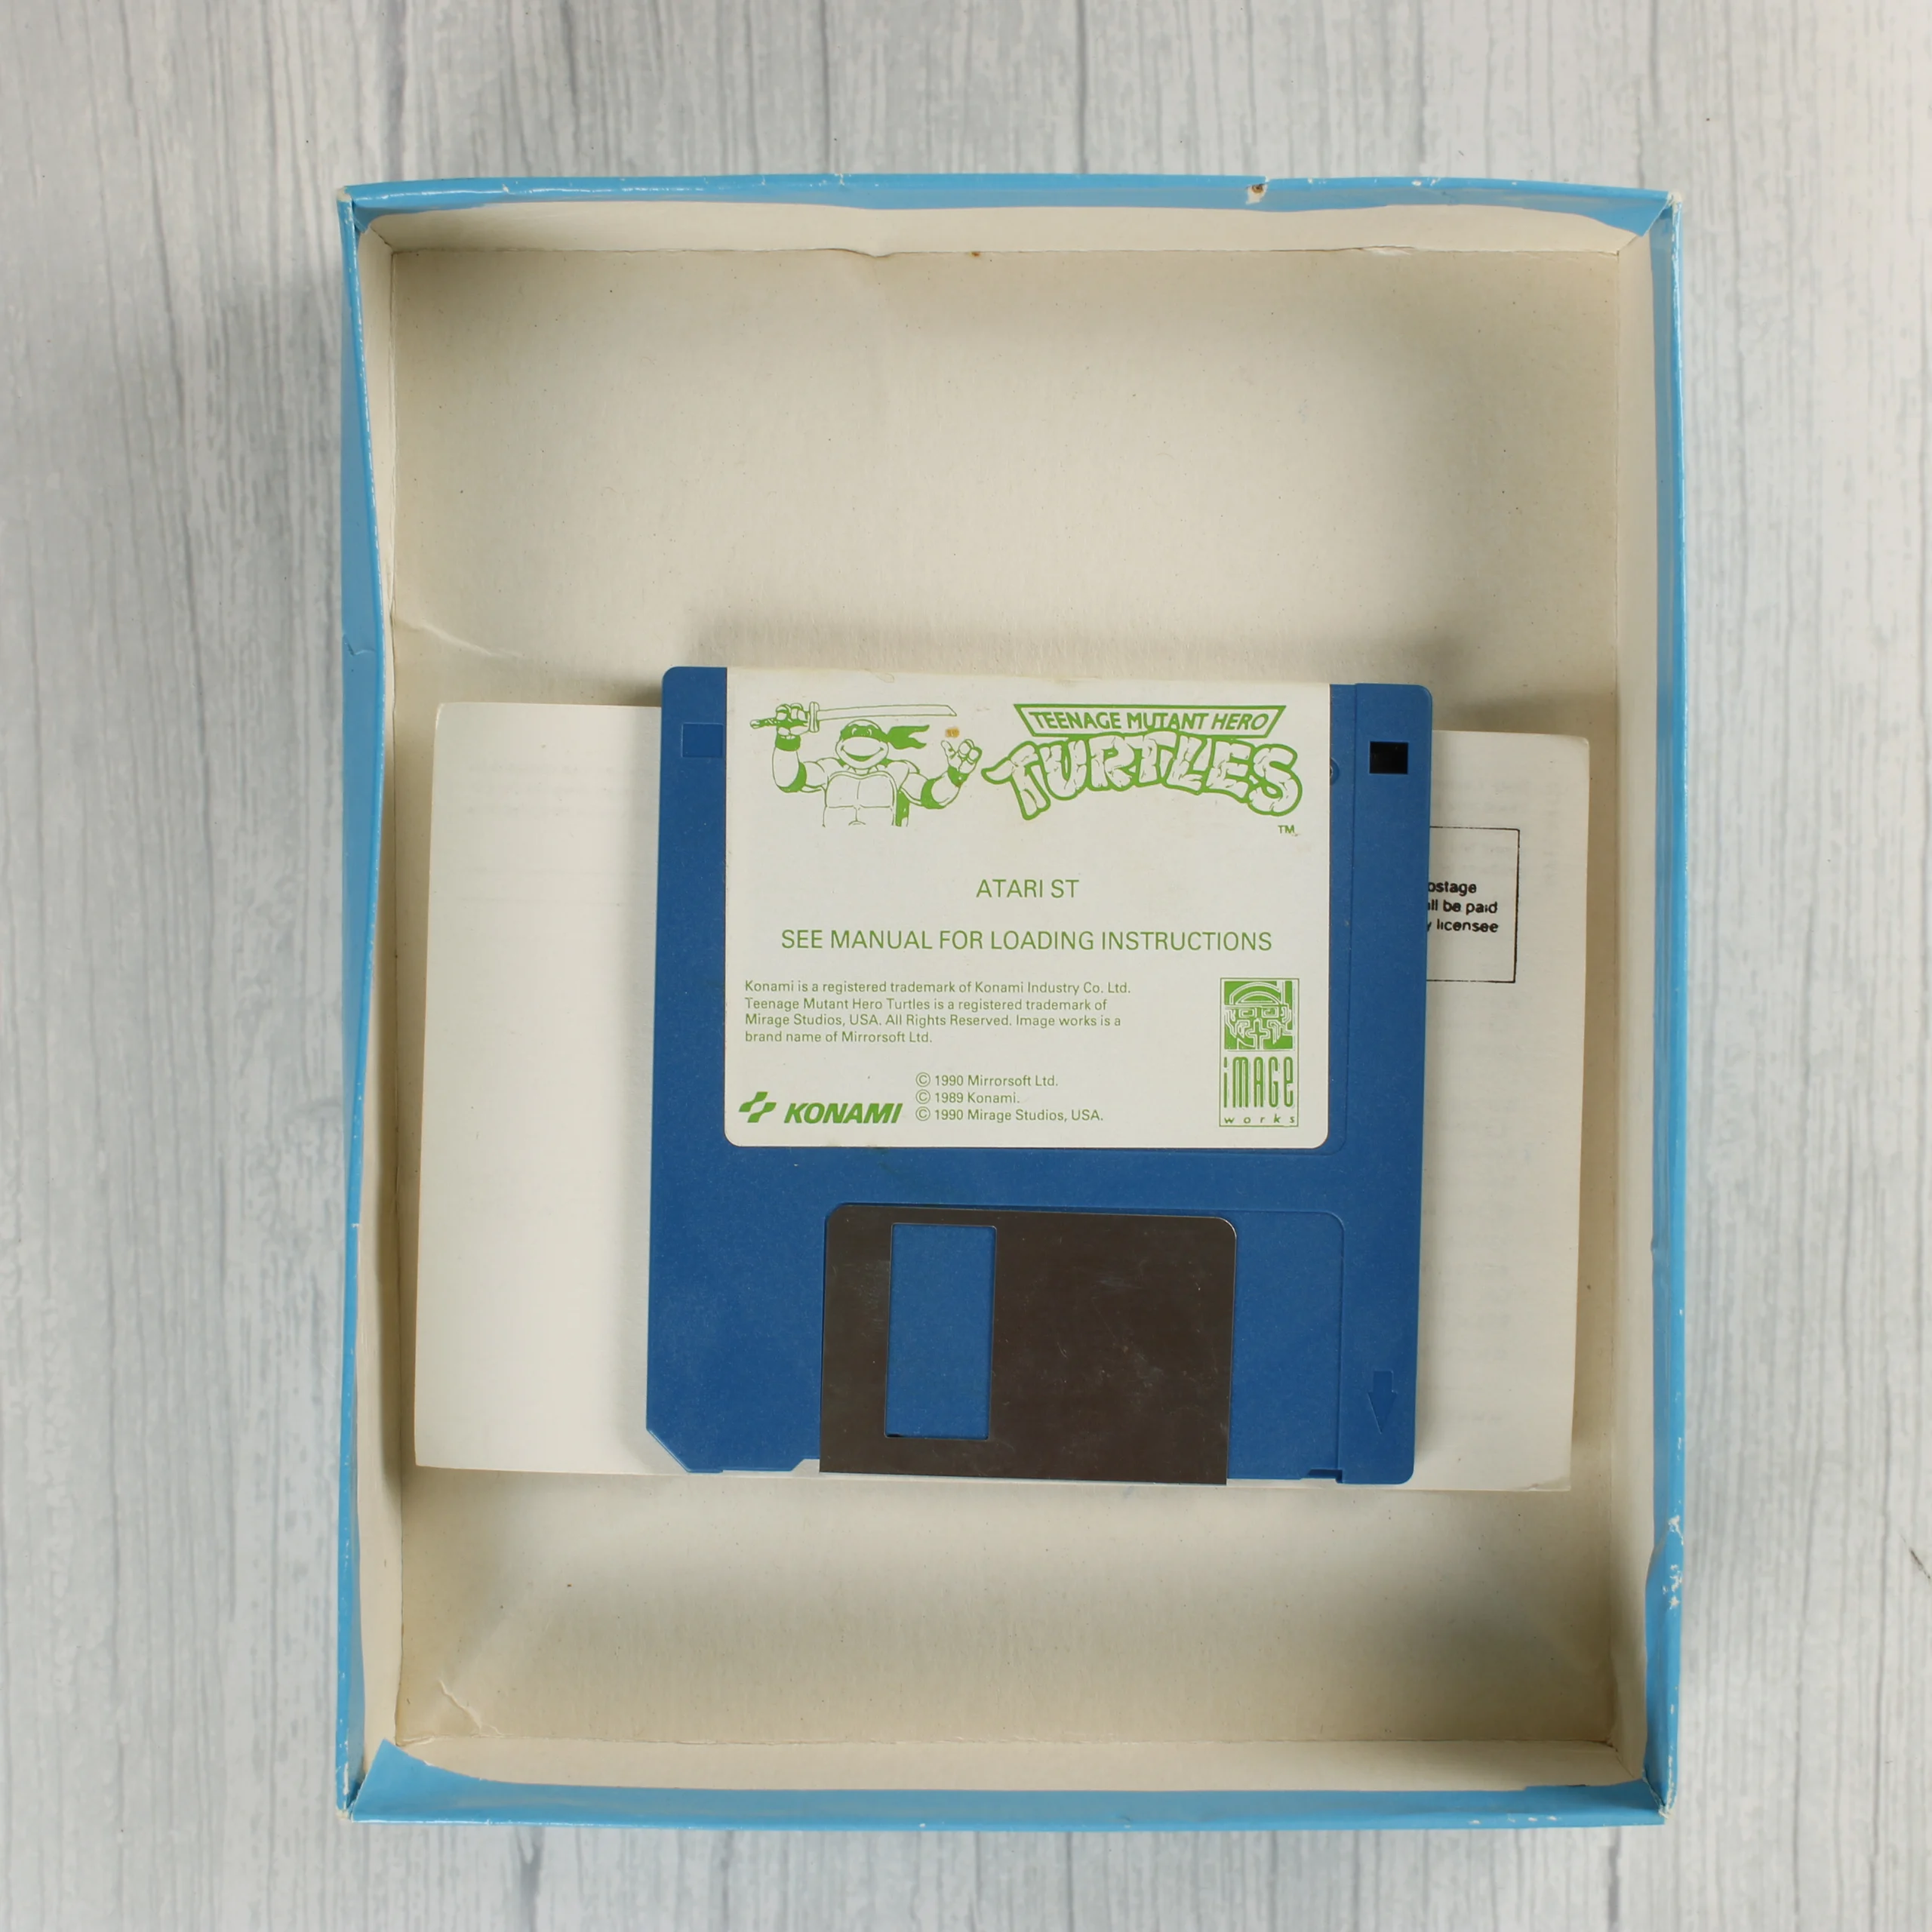 TEENAGE MUTANT HERO
TURTLES
TM
ATARI ST
SEE MANUAL FOR LOADING INSTRUCTIONS
Konami is a registered trademark of Konami Industry Co. Ltd.
Teenage Mutant Hero Turtles is a registered trademark of
Mirage Studios, USA. All Rights Reserved. Image works is a
brand name of Mirrorsoft Ltd.
© 1990 Mirrorsoft Ltd.
© 1989 Konami.
© 1990 Mirage Studios, USA.
KONAMI
iMAGE
works
ostage
ll be paid
licensee